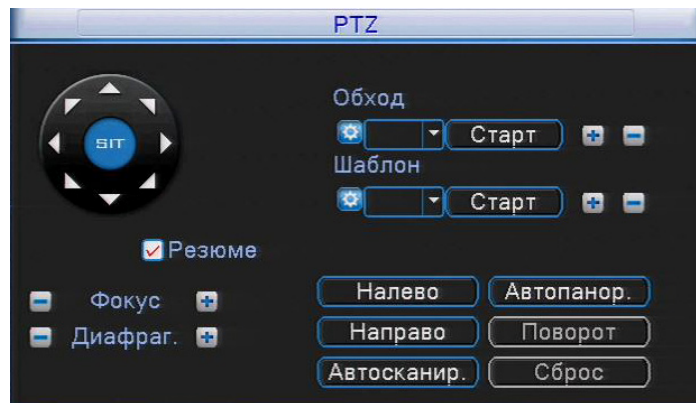 PTZ
SIT
Обход
Старт
Шаблон
Старт
Резюме
Фокус
Диафраг.
Налево
Автопанор.
Направо
Поворот
Автосканир.
Сброс